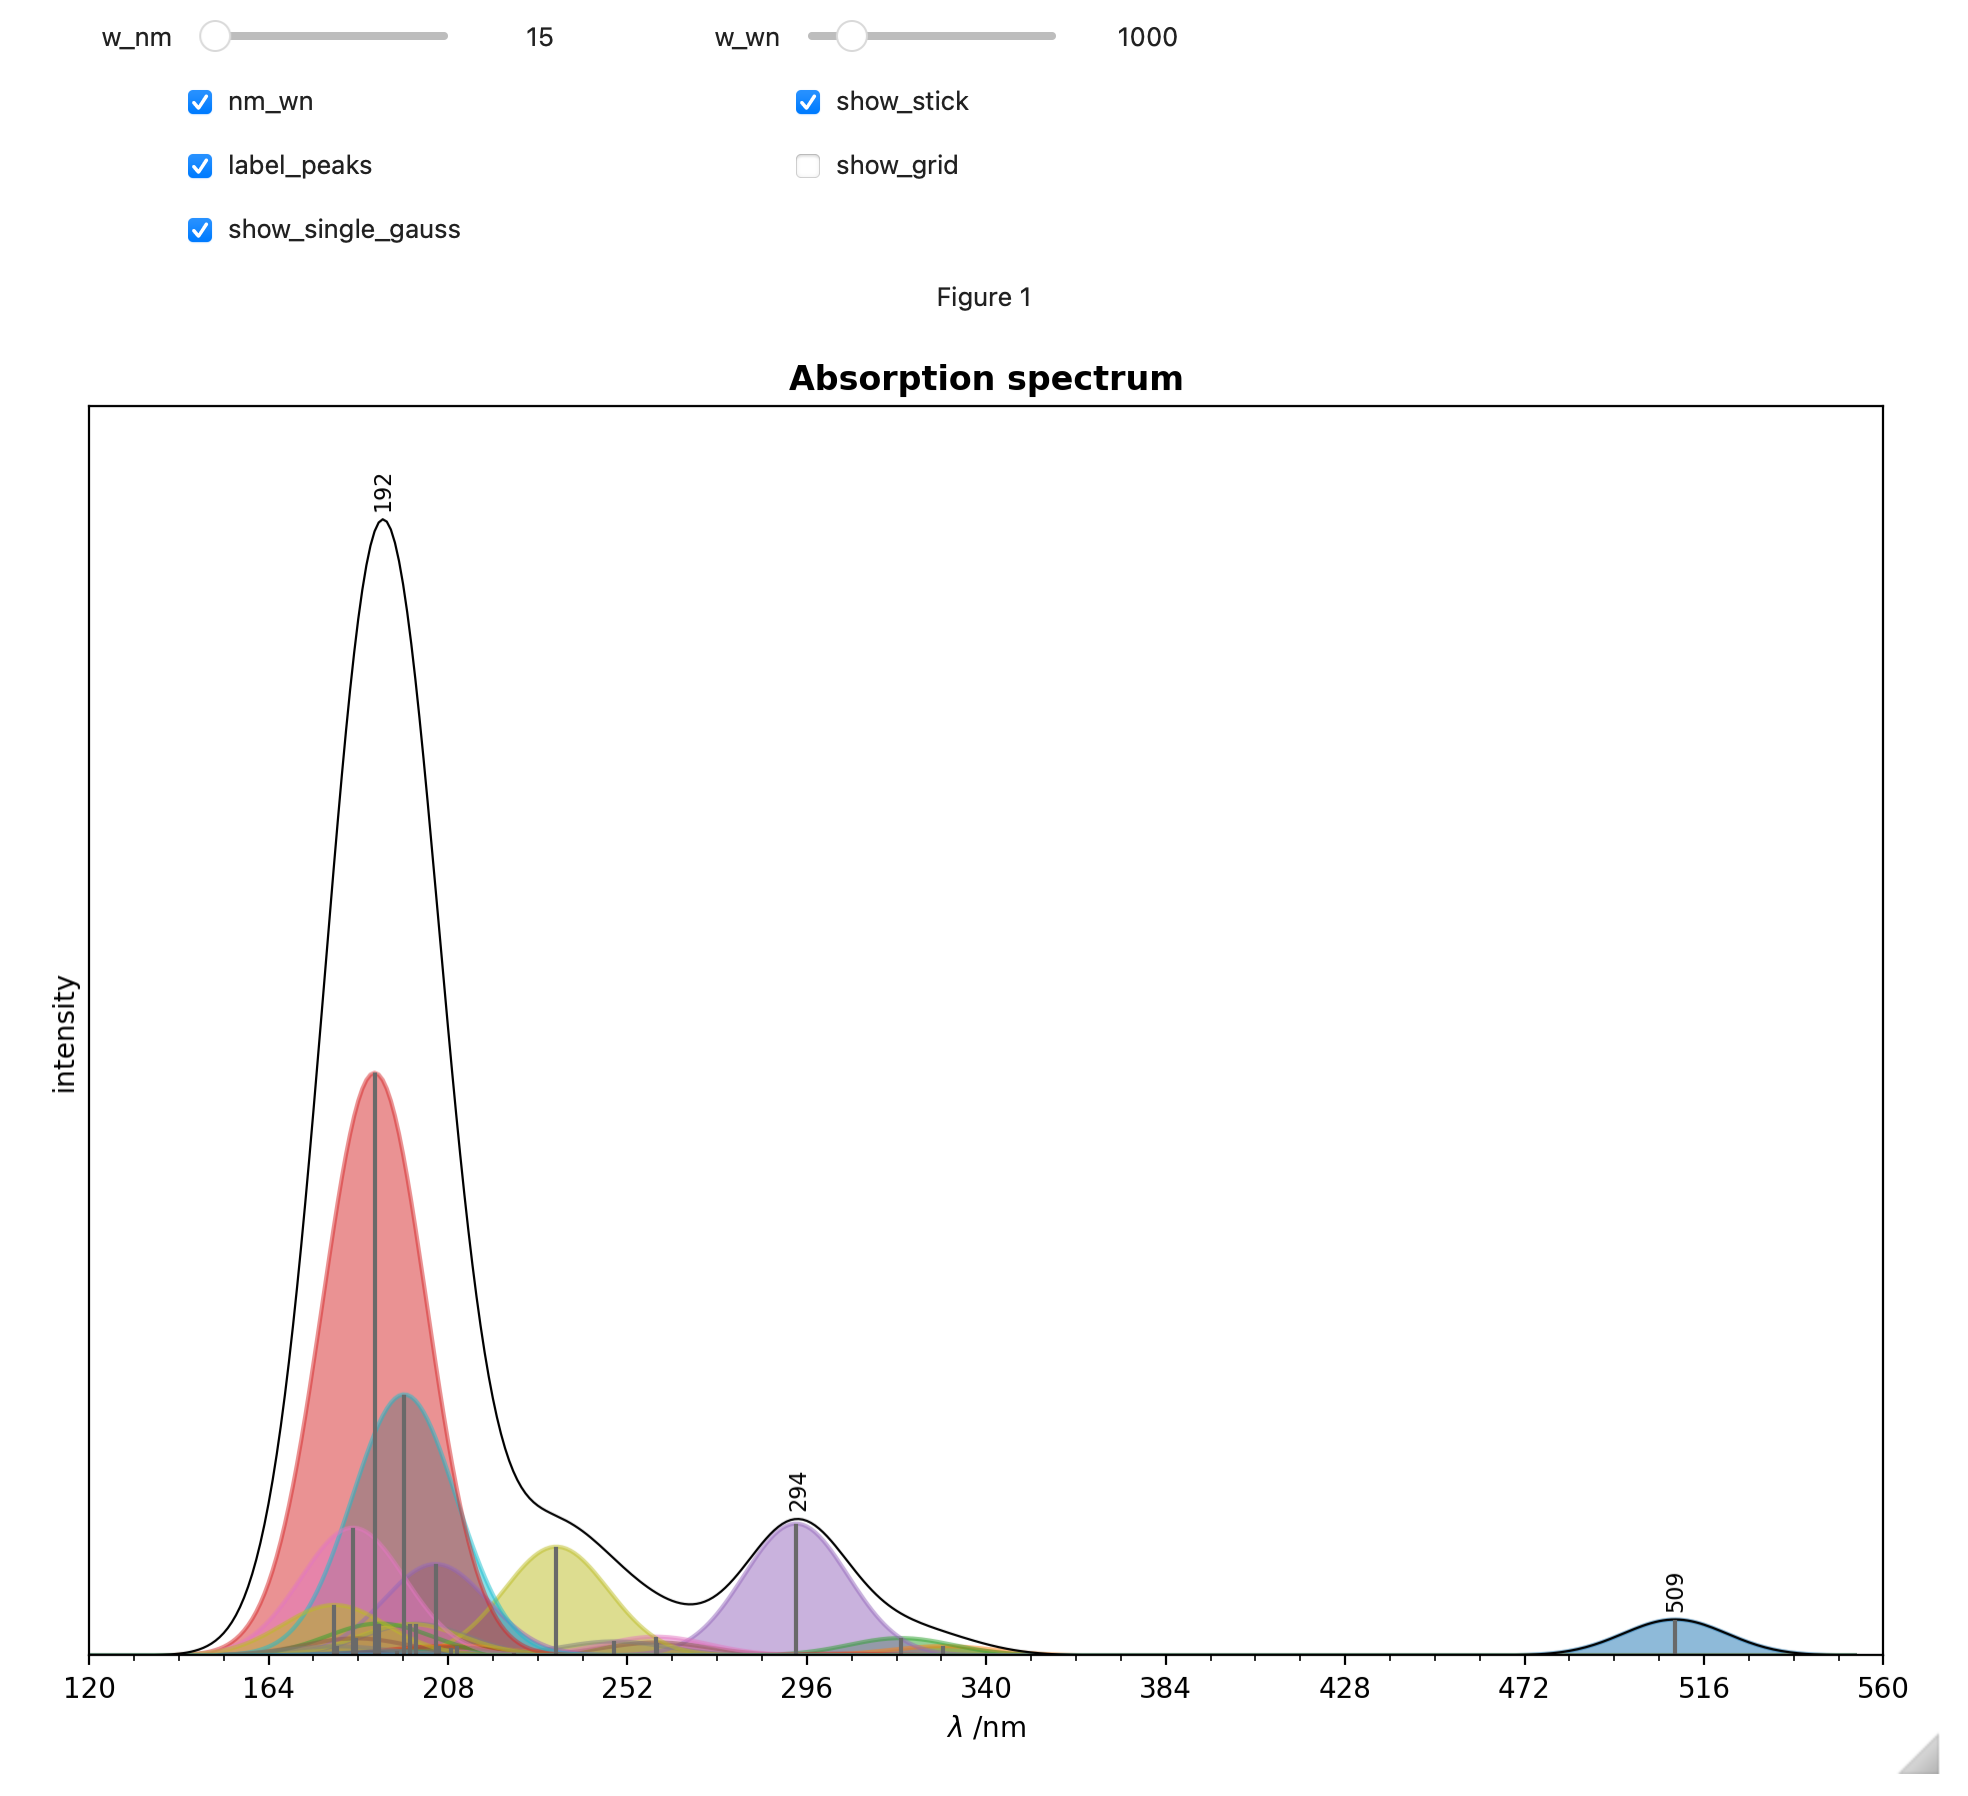 w_nm 15 w_wn 1000
nm_wn show_stick
label_peaks show_grid
show_single_gauss
Figure 1
Absorption spectrum
192
294
509
intensity
120 164 208 252 296 340 384 428 472 516 560
λ /nm